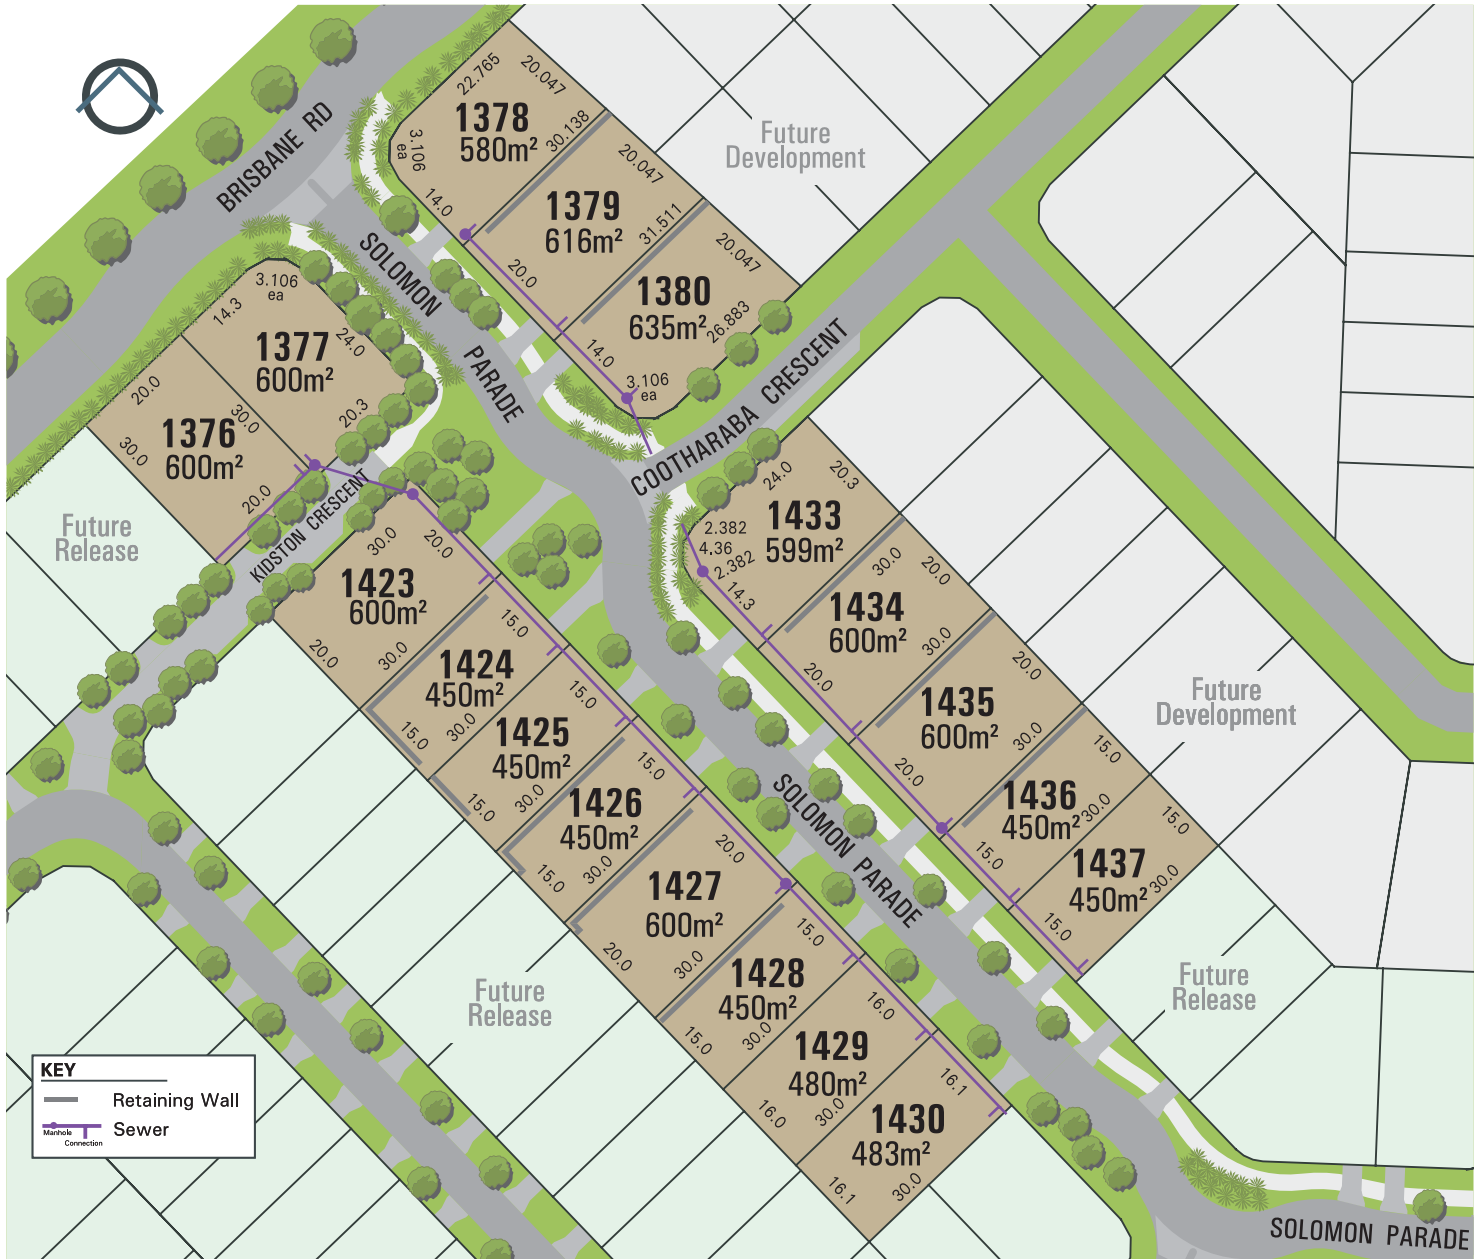 BRISBANE RD
22.765
20.047
1378
580m²
3.106
ea
14.0
30.138
20.047
1379
616m²
31.511
20.0
20.047
1380
635m²
26.883
14.0
3.106
ea
Future
Development
SOLOMON
PARADE
COOTHARABA CRESCENT
3.106
ea
14.3
1377
600m²
24.0
20.3
20.0
30.0
1376
600m²
30.0
20.0
Future
Release
KIDSTON CRESCENT
30.0
20.0
1423
600m²
20.0
30.0
15.0
1424
450m²
15.0
30.0
15.0
1425
450m²
15.0
30.0
15.0
1426
450m²
15.0
30.0
20.0
1427
600m²
20.0
30.0
15.0
1428
450m²
15.0
30.0
16.0
1429
480m²
16.0
30.0
16.1
1430
483m²
16.1
30.0
24.0
20.3
1433
599m²
2.382
4.36
2.382
14.3
30.0
20.0
1434
600m²
20.0
30.0
20.0
1435
600m²
20.0
30.0
15.0
1436
450m²
15.0
30.0
15.0
1437
450m²
15.0
30.0
Future
Development
SOLOMON PARADE
Future
Release
Future
Release
SOLOMON PARADE
KEY
Retaining Wall
Manhole
Connection
Sewer